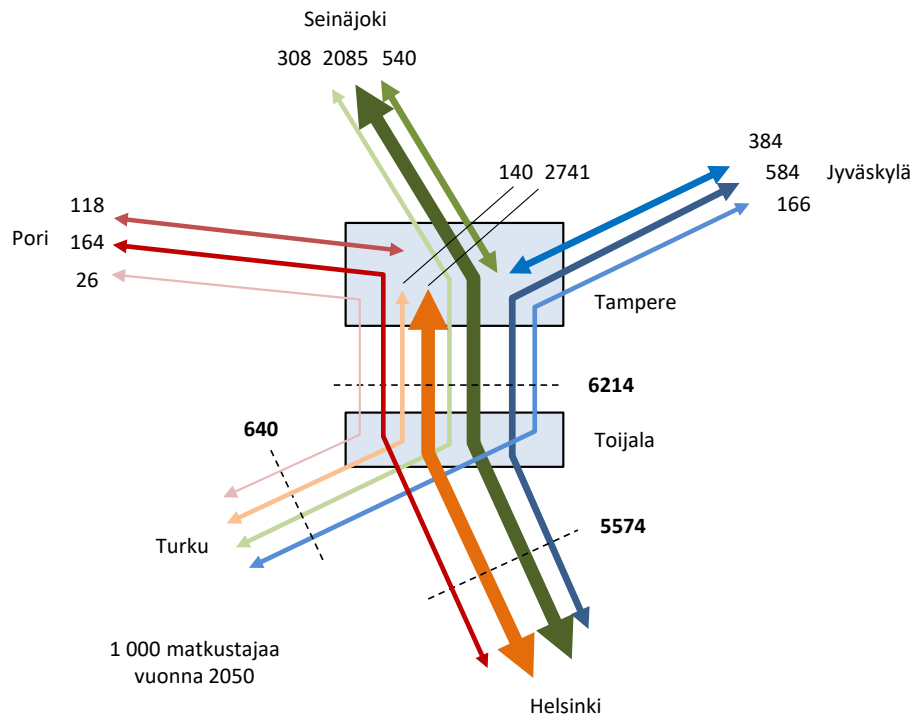 Seinäjoki
308 2085 540
384
140 2741
584 Jyväskylä
166
118
Pori 164
26
Tampere
6214
640
Toijala
5574
Turku
1 000 matkustajaa
vuonna 2050
Helsinki